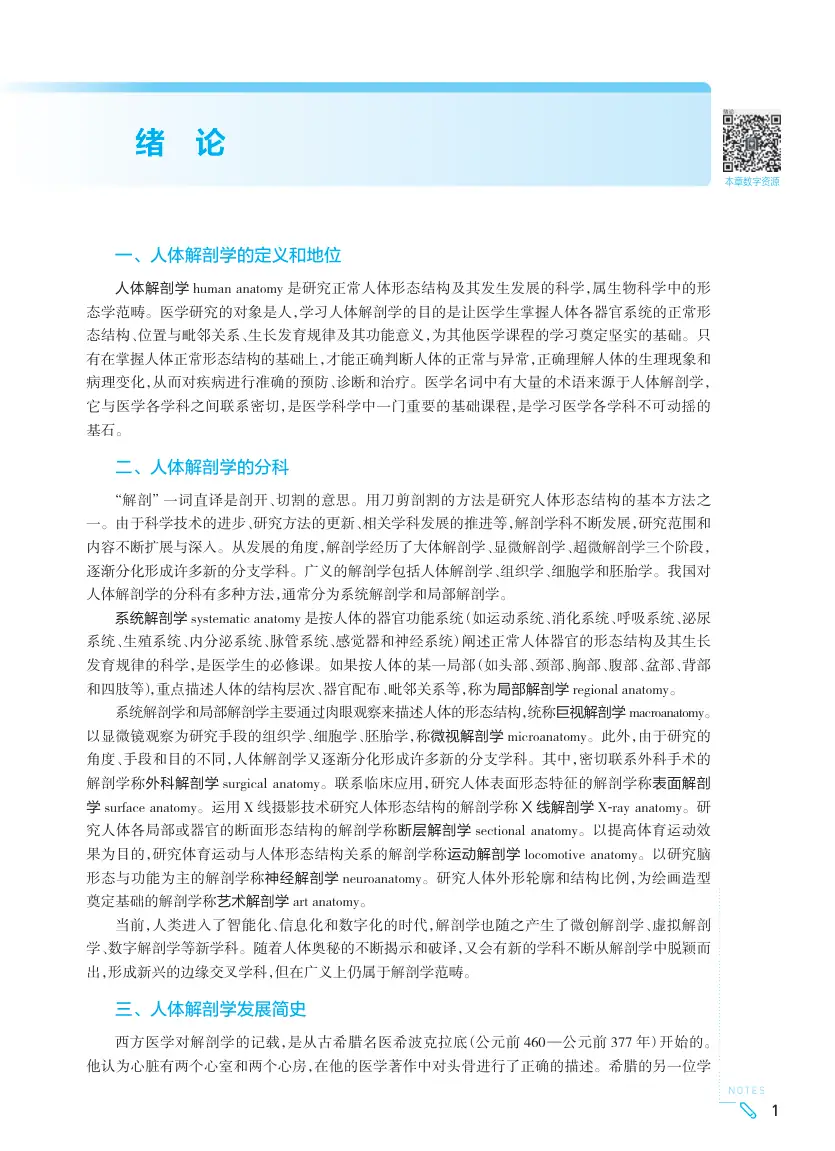 绪 论
绪论
本章数字资源
一、人体解剖学的定义和地位
人体解剖学 human anatomy 是研究正常人体形态结构及其发生发展的科学，属生物科学中的形
态学范畴。医学研究的对象是人，学习人体解剖学的目的是让医学生掌握人体各器官系统的正常形
态结构、位置与毗邻关系、生长发育规律及其功能意义，为其他医学课程的学习奠定坚实的基础。只
有在掌握人体正常形态结构的基础上，才能正确判断人体的正常与异常，正确理解人体的生理现象和
病理变化，从而对疾病进行准确的预防、诊断和治疗。医学名词中有大量的术语来源于人体解剖学，
它与医学各学科之间联系密切，是医学科学中一门重要的基础课程，是学习医学各学科不可动摇的
基石。
二、人体解剖学的分科
“解剖” 一词直译是剖开、切割的意思。用刀剪剖割的方法是研究人体形态结构的基本方法之
一。由于科学技术的进步、研究方法的更新、相关学科发展的推进等，解剖学科不断发展，研究范围和
内容不断扩展与深入。从发展的角度，解剖学经历了大体解剖学、显微解剖学、超微解剖学三个阶段，
逐渐分化形成许多新的分支学科。广义的解剖学包括人体解剖学、组织学、细胞学和胚胎学。我国对
人体解剖学的分科有多种方法，通常分为系统解剖学和局部解剖学。
系统解剖学 systematic anatomy 是按人体的器官功能系统（如运动系统、消化系统、呼吸系统、泌尿
系统、生殖系统、内分泌系统、脉管系统、感觉器和神经系统）阐述正常人体器官的形态结构及其生长
发育规律的科学，是医学生的必修课。如果按人体的某一局部（如头部、颈部、胸部、腹部、盆部、背部
和四肢等），重点描述人体的结构层次、器官配布、毗邻关系等，称为局部解剖学 regional anatomy。
系统解剖学和局部解剖学主要通过肉眼观察来描述人体的形态结构，统称巨视解剖学 macroanatomy。
以显微镜观察为研究手段的组织学、细胞学、胚胎学，称微视解剖学 microanatomy。此外，由于研究的
角度、手段和目的不同，人体解剖学又逐渐分化形成许多新的分支学科。其中，密切联系外科手术的
解剖学称外科解剖学 surgical anatomy。联系临床应用，研究人体表面形态特征的解剖学称表面解剖
学 surface anatomy。运用 X 线摄影技术研究人体形态结构的解剖学称 X 线解剖学 X-ray anatomy。研
究人体各局部或器官的断面形态结构的解剖学称断层解剖学 sectional anatomy。以提高体育运动效
果为目的，研究体育运动与人体形态结构关系的解剖学称运动解剖学 locomotive anatomy。以研究脑
形态与功能为主的解剖学称神经解剖学 neuroanatomy。研究人体外形轮廓和结构比例，为绘画造型
奠定基础的解剖学称艺术解剖学 art anatomy。
当前，人类进入了智能化、信息化和数字化的时代，解剖学也随之产生了微创解剖学、虚拟解剖
学、数字解剖学等新学科。随着人体奥秘的不断揭示和破译，又会有新的学科不断从解剖学中脱颖而
出，形成新兴的边缘交叉学科，但在广义上仍属于解剖学范畴。
三、人体解剖学发展简史
西方医学对解剖学的记载，是从古希腊名医希波克拉底（公元前 460—公元前 377 年）开始的。
他认为心脏有两个心室和两个心房，在他的医学著作中对头骨进行了正确的描述。希腊的另一位学
NOTES
1